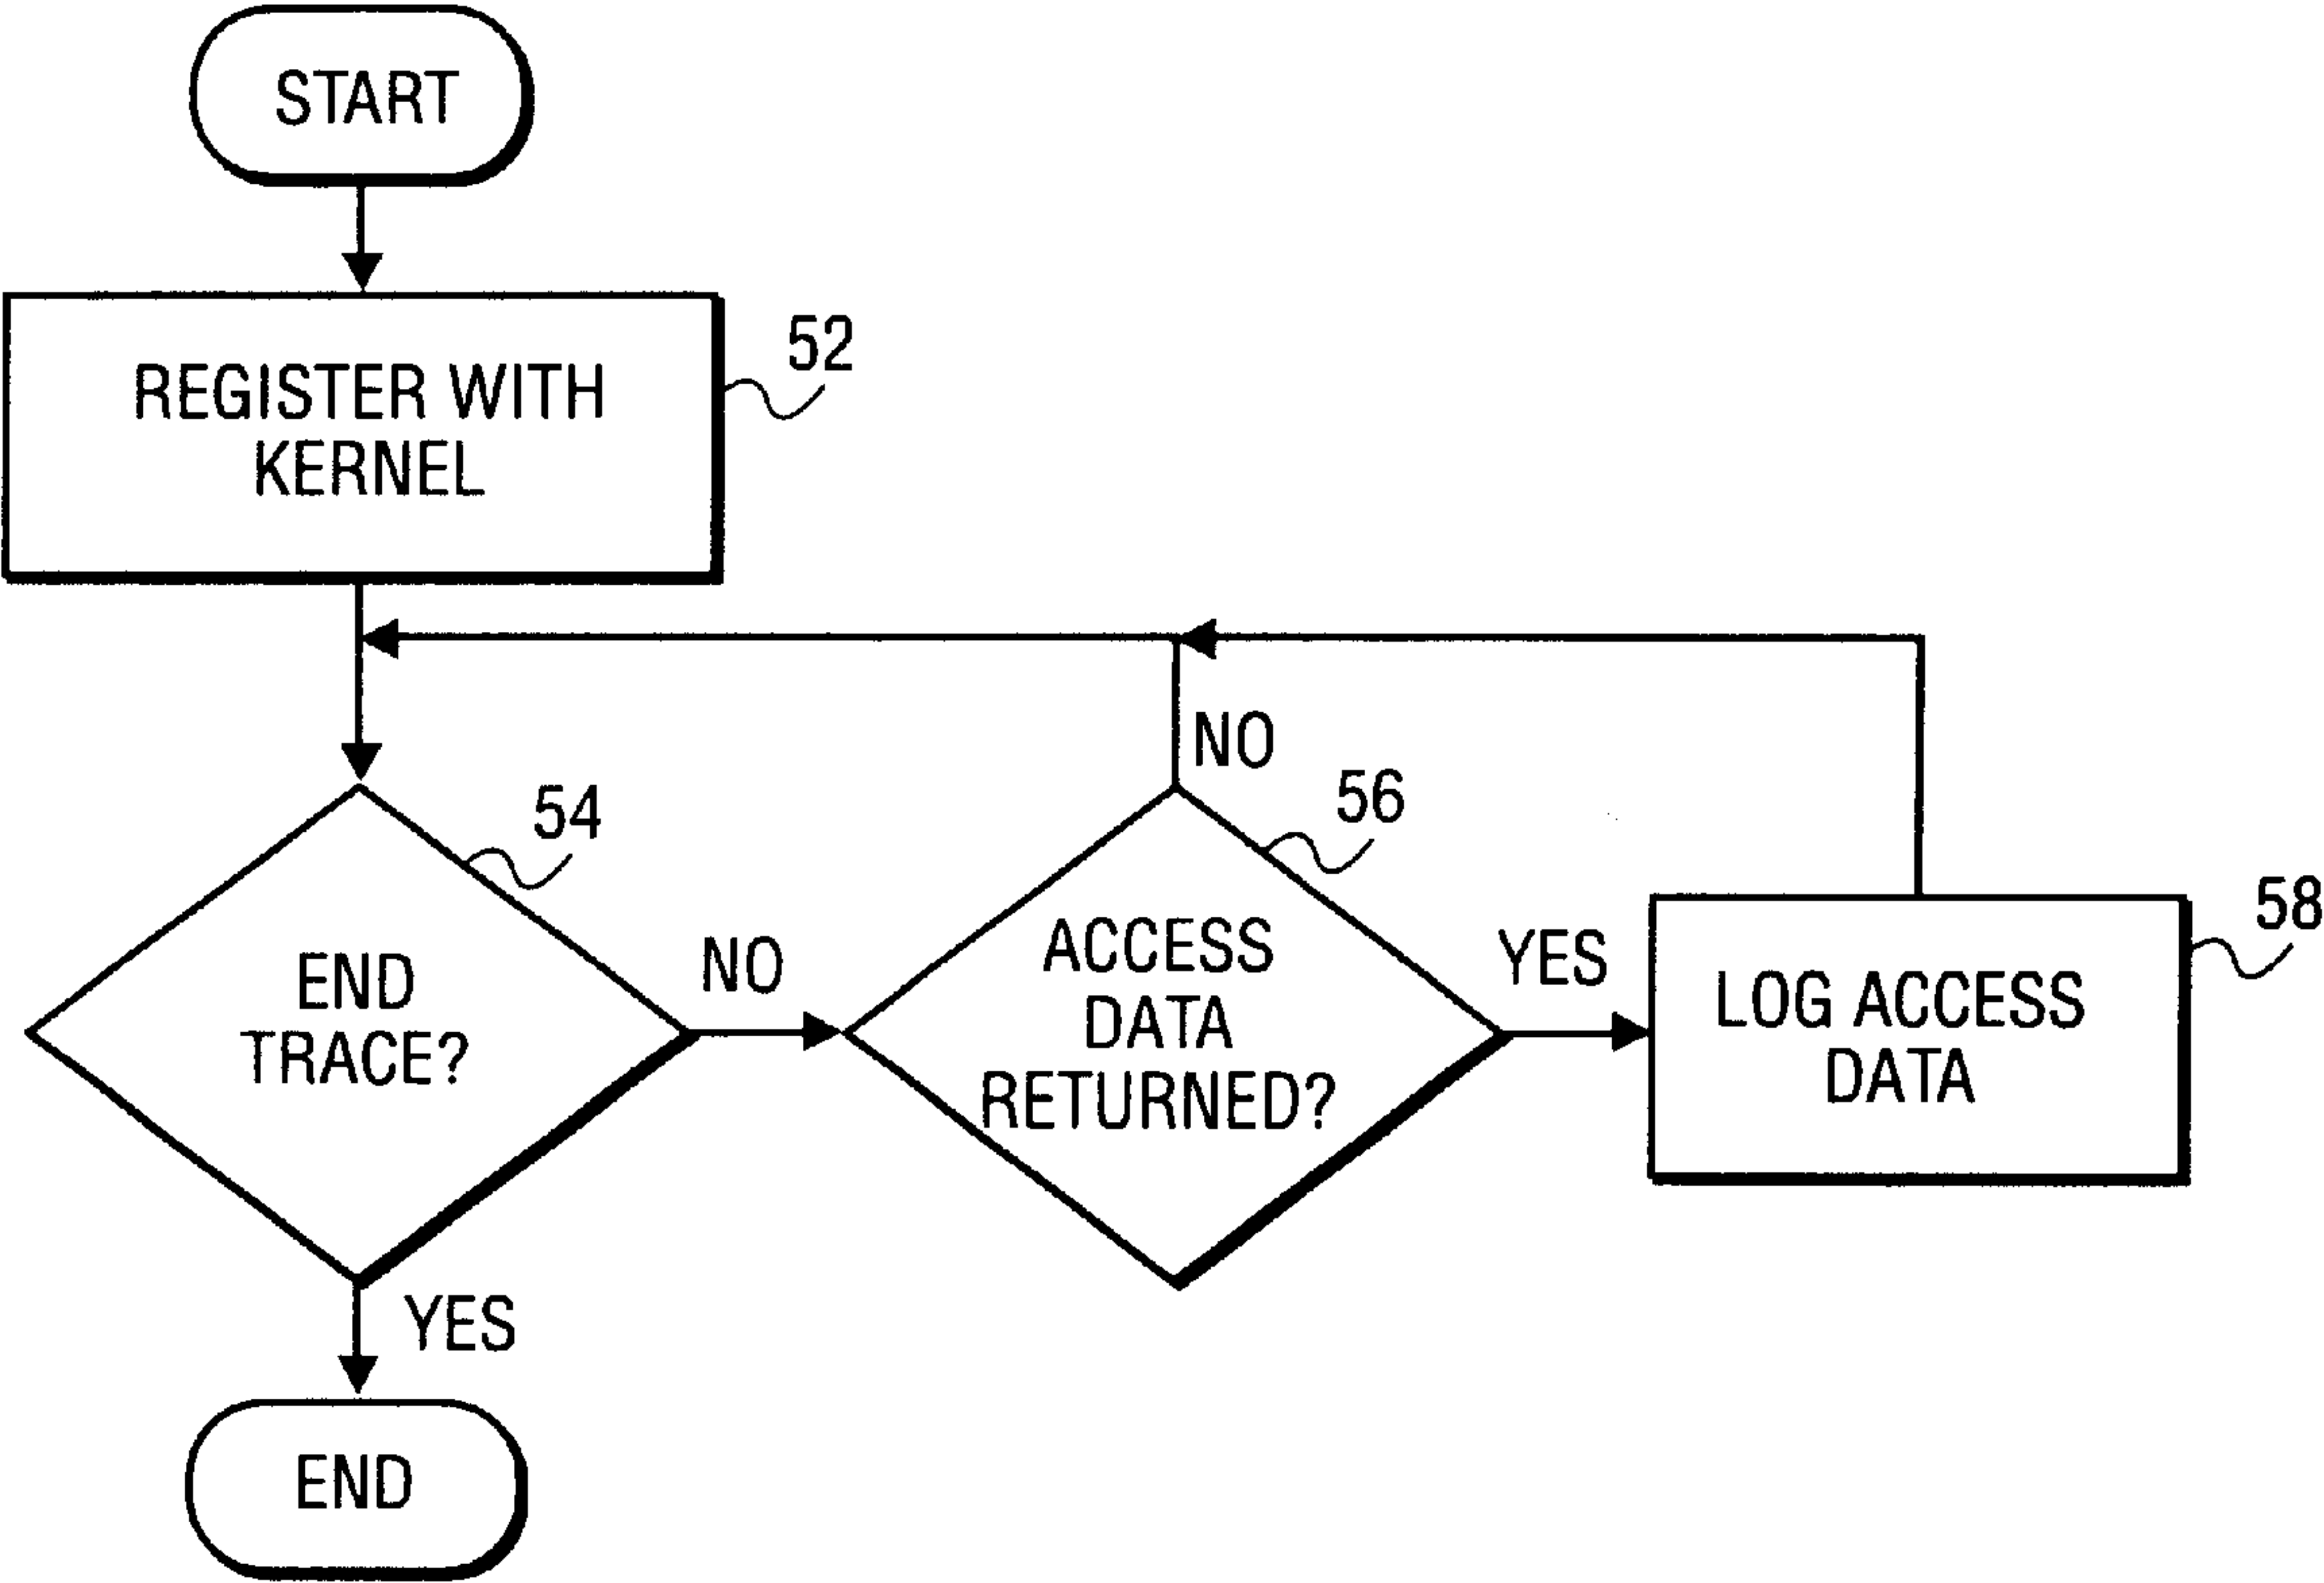 START
REGISTER WITH
KERNEL
52
NO
54
56
END
TRACE?
NO
ACCESS
DATA
RETURNED?
YES
LOG ACCESS
DATA
58
YES
END